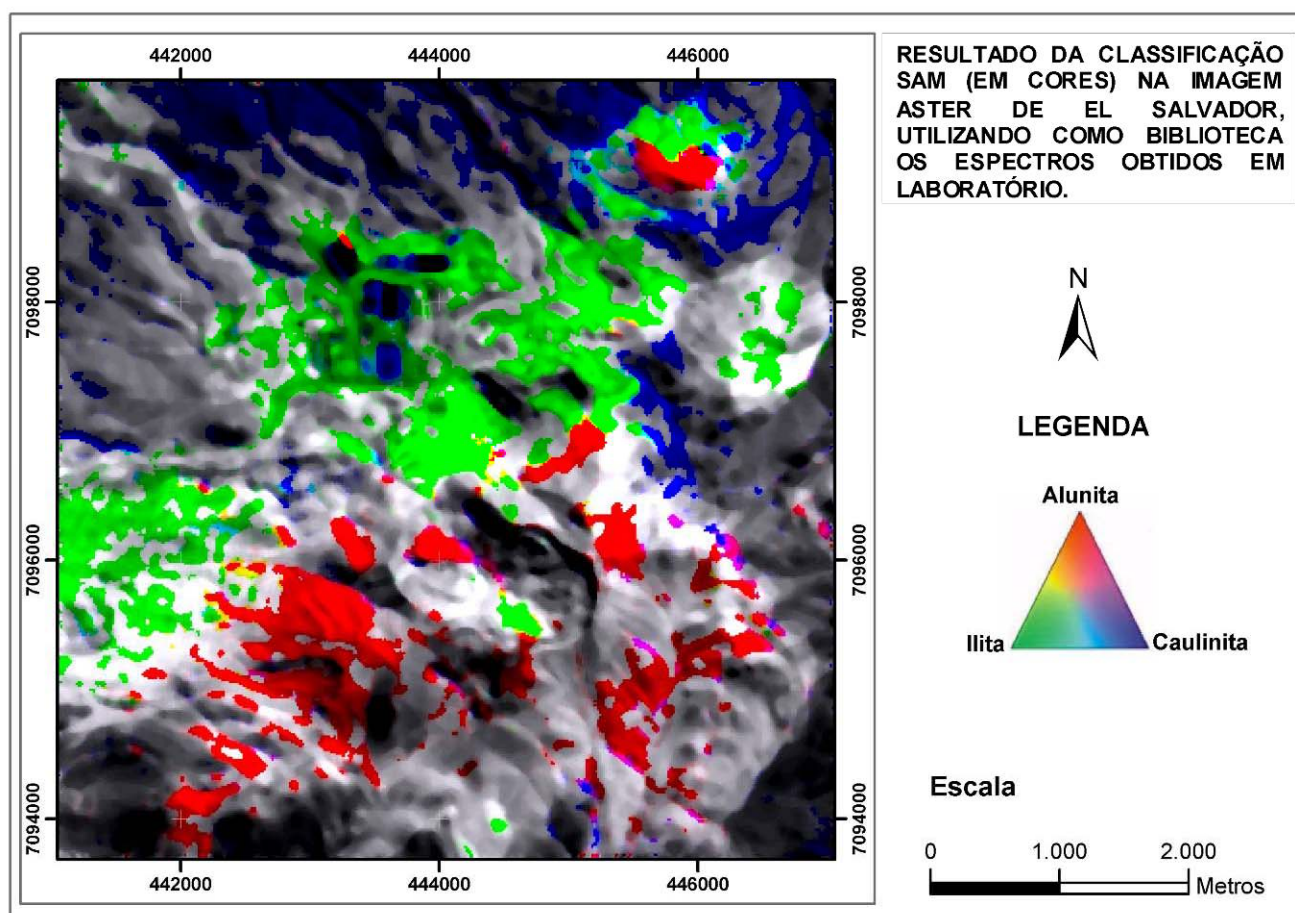 442000
444000
446000
7098000
7098000
7096000
7096000
7094000
7094000
442000
444000
446000
RESULTADO DA CLASSIFICAÇÃO
SAM (EM CORES) NA IMAGEM
ASTER DE EL SALVADOR,
UTILIZANDO COMO BIBLIOTECA
OS ESPECTROS OBTIDOS EM
LABORATÓRIO.
N
LEGENDA
Alunita
Ilita
Caulinita
Escala
0
1.000
2.000
Metros